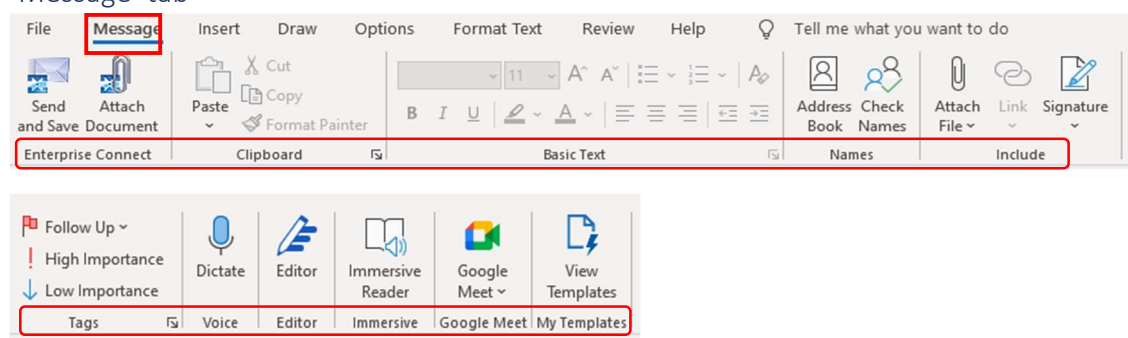 "Message" tab
File Message Insert Draw Options Format Text Review Help Tell me what you want to do
Send and Save
Attach Document
Paste
Cut
Copy
Format Painter
11 A A A
B I U A
Address Book
Check Names
Attach File
Link
Signature
Enterprise Connect Clipboard Basic Text Names Include
Follow Up
High Importance
Low Importance
Dictate
Editor
Immersive Reader
Google Meet
View Templates
Tags Voice Editor Immersive Google Meet My Templates